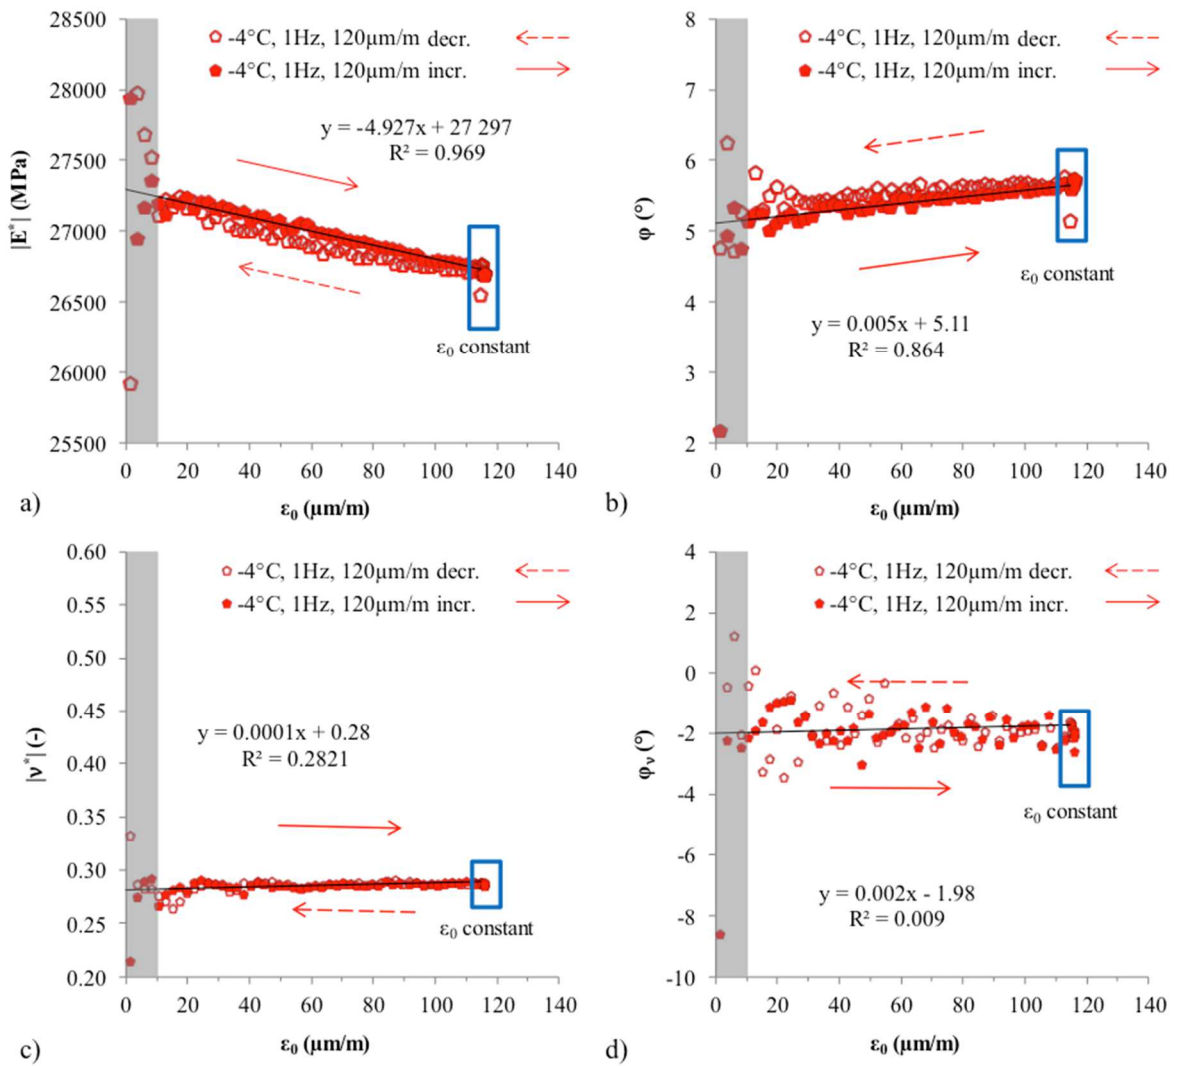 28500
28000
27500
27000
26500
26000
25500
|E*| (MPa)
-4°C, 1Hz, 120µm/m decr.
-4°C, 1Hz, 120µm/m incr.
y = -4.927x + 27 297
R² = 0.969
ε0 constant
0 20 40 60 80 100 120 140
a)
ε0 (µm/m)
8
7
6
5
4
3
2
φ (°)
-4°C, 1Hz, 120µm/m decr.
-4°C, 1Hz, 120µm/m incr.
ε0 constant
y = 0.005x + 5.11
R² = 0.864
0 20 40 60 80 100 120 140
b)
ε0 (µm/m)
0.60
0.55
0.50
0.45
0.40
0.35
0.30
0.25
0.20
|ν*| (-)
-4°C, 1Hz, 120µm/m decr.
-4°C, 1Hz, 120µm/m incr.
y = 0.0001x + 0.28
R² = 0.2821
ε0 constant
0 20 40 60 80 100 120 140
c)
ε0 (µm/m)
4
2
0
-2
-4
-6
-8
-10
φν (°)
-4°C, 1Hz, 120µm/m decr.
-4°C, 1Hz, 120µm/m incr.
ε0 constant
y = 0.002x - 1.98
R² = 0.009
0 20 40 60 80 100 120 140
d)
ε0 (µm/m)